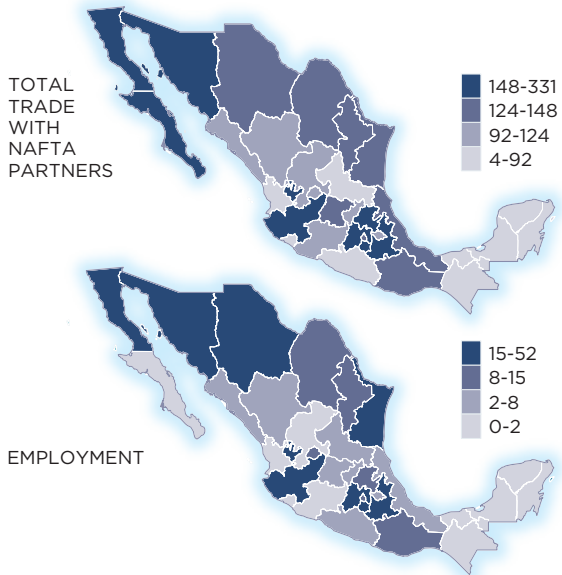 TOTAL
TRADE
WITH
NAFTA
PARTNERS
148-331
124-148
92-124
4-92
15-52
8-15
2-8
0-2
EMPLOYMENT